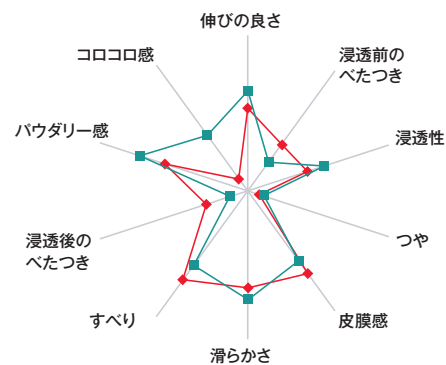 伸びの良さ
浸透前の
べたつき
浸透性
つや
皮膜感
滑らかさ
すべり
浸透後の
べたつき
パウダリー感
コロコロ感